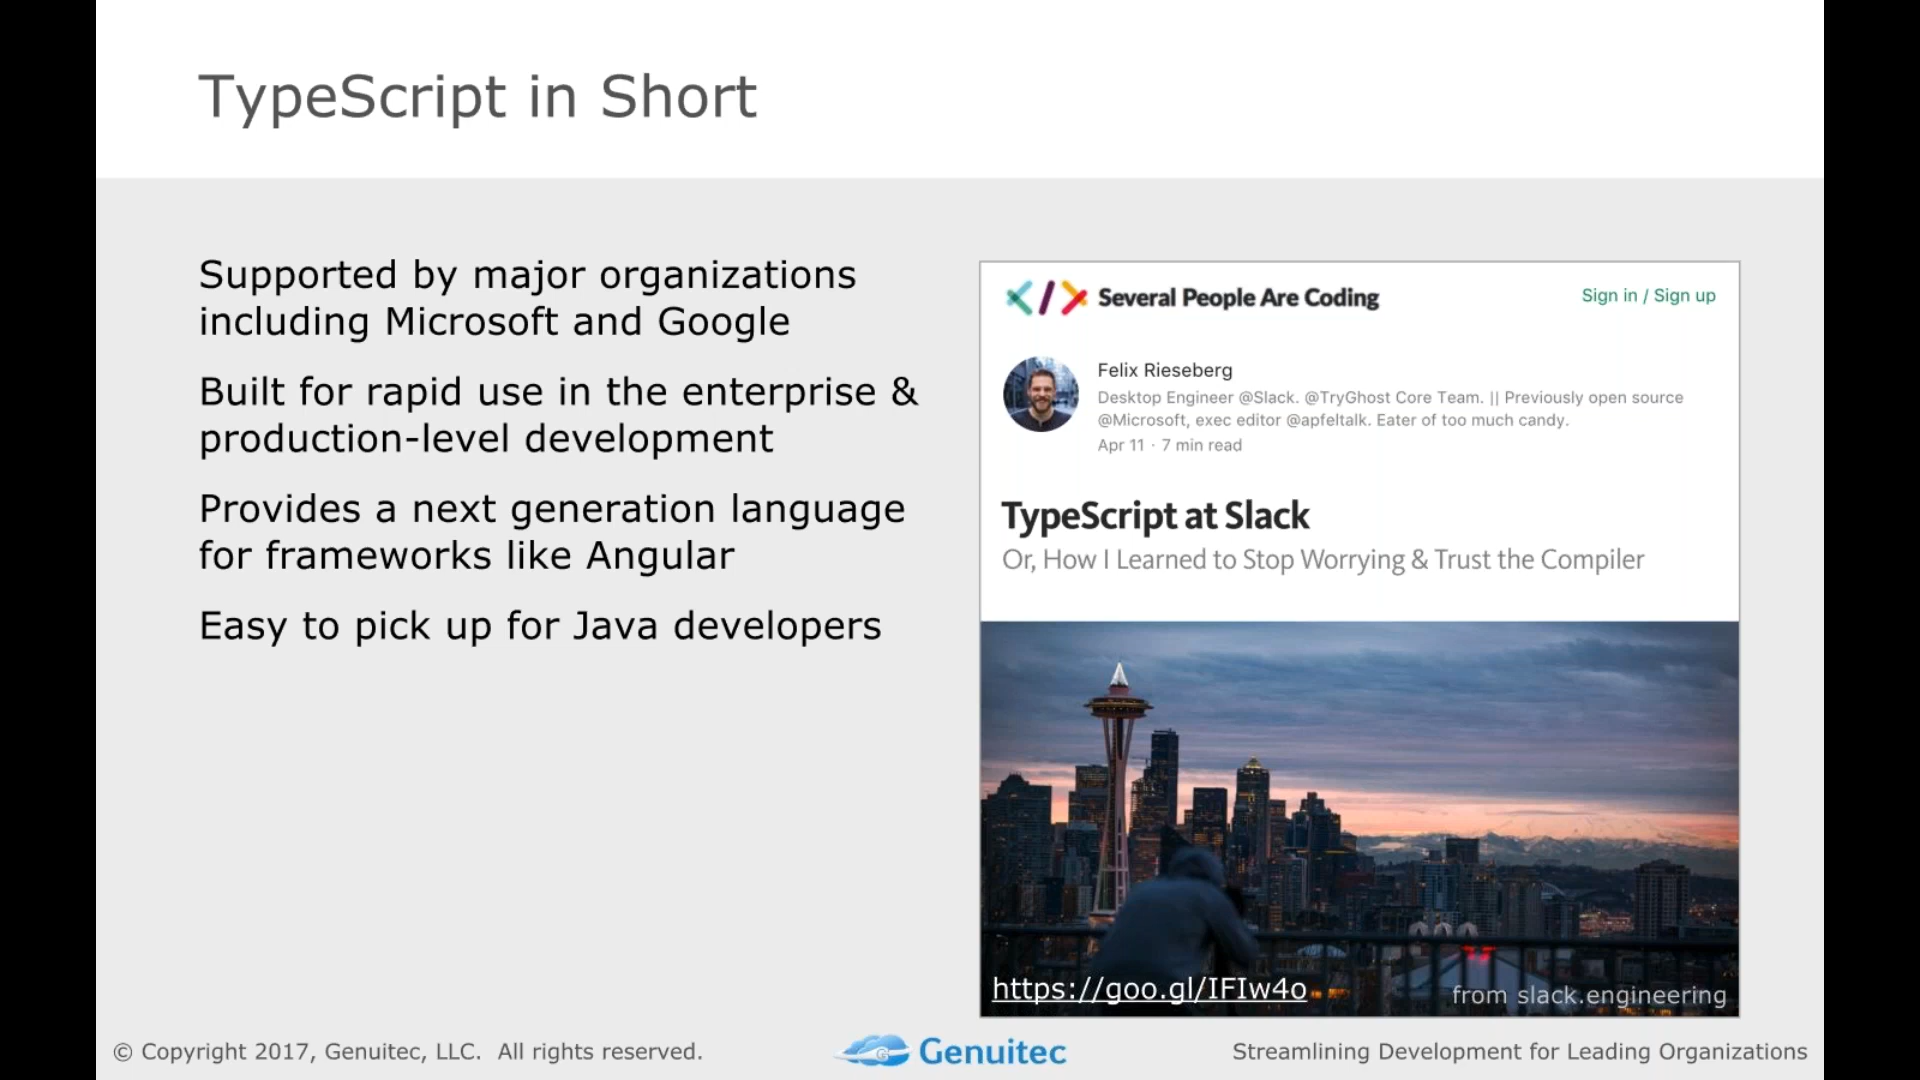 TypeScript in Short
Supported by major organizations
including Microsoft and Google
Built for rapid use in the enterprise &
production-level development
Provides a next generation language
for frameworks like Angular
Easy to pick up for Java developers
</> Several People Are Coding
Sign in / Sign up
Felix Rieseberg
Desktop Engineer @Slack. @TryGhost Core Team. || Previously open source
@Microsoft, exec editor @apfeltalk. Eater of too much candy.
Apr 11 · 7 min read
TypeScript at Slack
Or, How I Learned to Stop Worrying & Trust the Compiler
https://goo.gl/IFIw4o
from slack.engineering
© Copyright 2017, Genuitec, LLC. All rights reserved.
G Genuitec
Streamlining Development for Leading Organizations